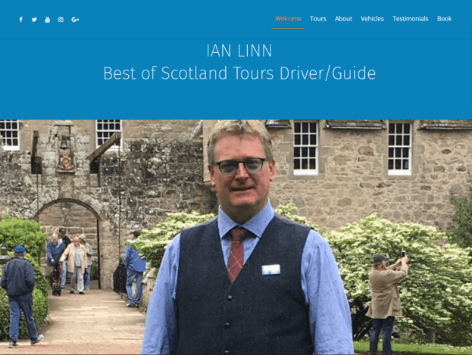 Welcome Tours About Vehicles Testimonials Book
IAN LINN
Best of Scotland Tours Driver/Guide